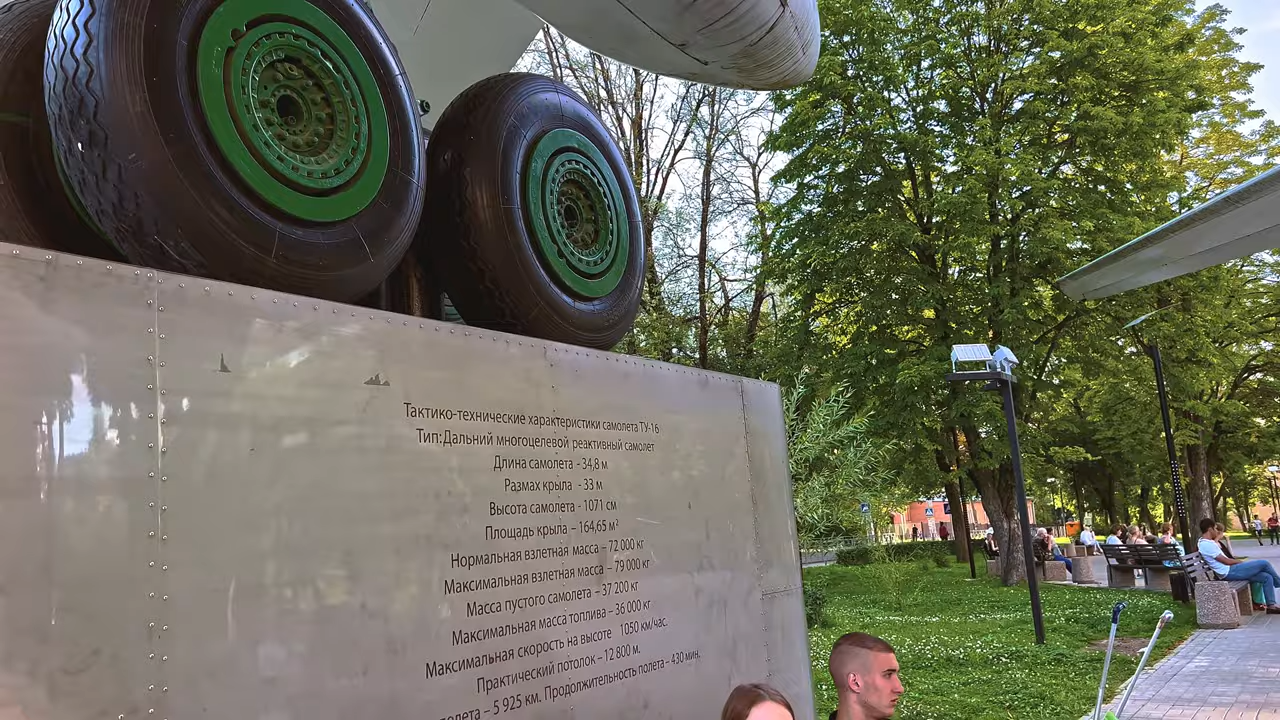 Тактико-технические характеристики самолета ТУ-16
Тип:Дальний многоцелевой реактивный самолет
Длина самолета - 34,8 м
Размах крыла - 33 м
Высота самолета - 1071 см
Площадь крыла – 164,65 м²
Нормальная взлетная масса – 72 000 кг
Максимальная взлетная масса – 79 000 кг
Масса пустого самолета – 37 200 кг
Максимальная масса топлива – 36 000 кг
Максимальная скорость на высоте 1050 км/час.
Практический потолок – 12 800 м.
полета – 5 925 км. Продолжительность полета – 430 мин.